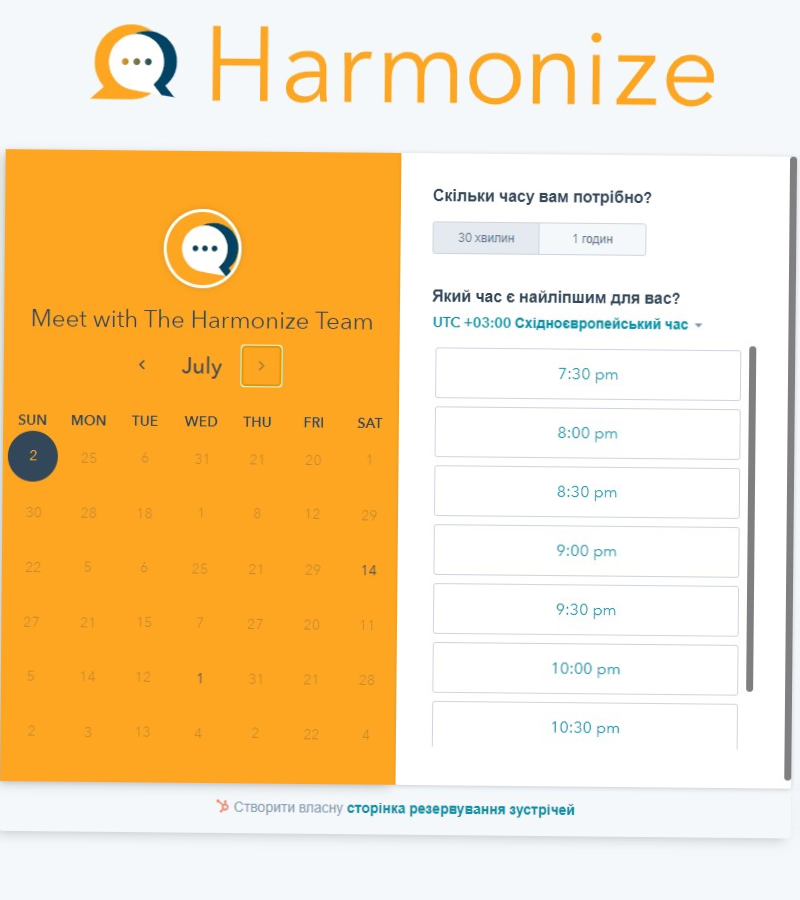 Harmonize
Meet with The Harmonize Team
July
SUN MON TUE WED THU FRI SAT
2 25 6 31 21 20 1
30 28 18 1 8 12 29
22 5 6 25 21 29 14
27 21 15 7 27 20 11
5 14 12 1 31 21 28
2 3 13 4 2 22 4
Скільки часу вам потрібно?
30 хвилин 1 годин
Який час є найліпшим для вас?
UTC +03:00 Східноєвропейський час
7:30 pm
8:00 pm
8:30 pm
9:00 pm
9:30 pm
10:00 pm
10:30 pm
Створити власну сторінка резервування зустрічей